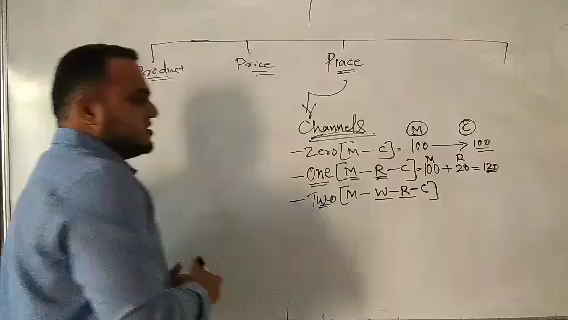 Product Price Place
Channels Ⓜ Ⓒ
- Zero [M - C] = 100 → 100
M R
- One [M - R - C] = 100 + 20 = 120
- Two [M - W - R - C]